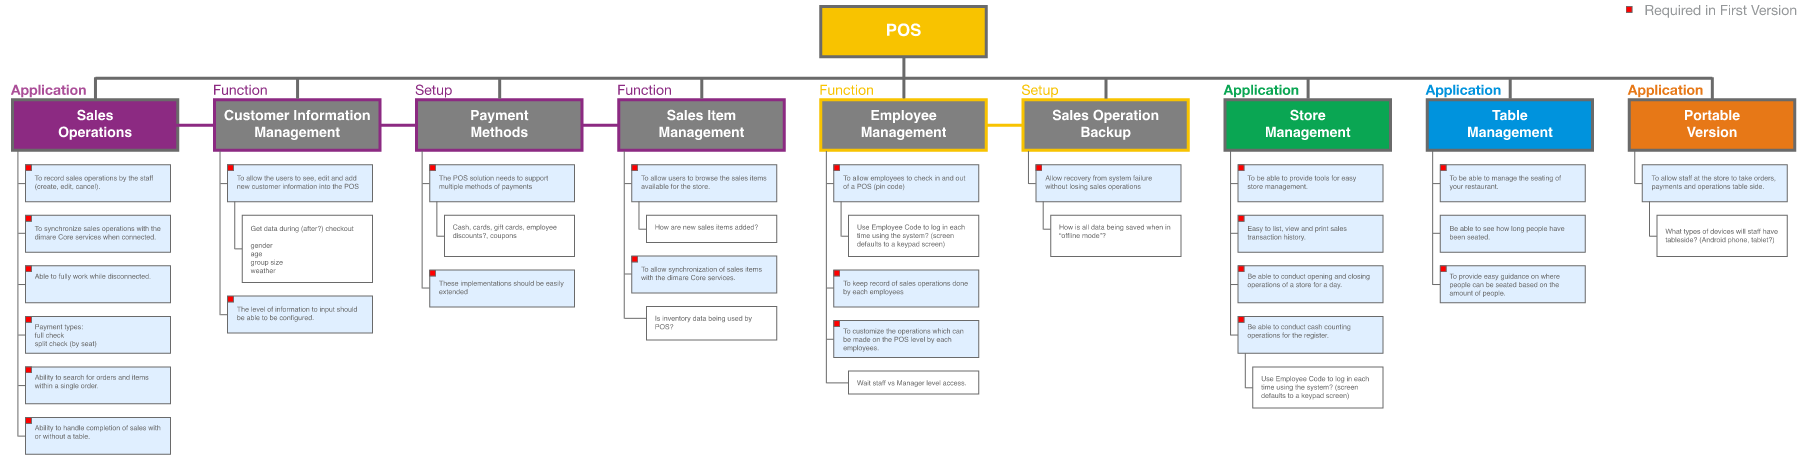 POS
Required in First Version
Application
Sales
Operations
To record sales operations by the staff
(create, edit, cancel).
To synchronize sales operations with the
dimare Core services when connected.
Able to fully work while disconnected.
Payment types:
full check
split check (by seat)
Ability to search for orders and items
within a single order.
Ability to handle completion of sales with
or without a table.
Function
Customer Information
Management
To allow the users to see, edit and add
new customer information into the POS
Get data during (after?) checkout
gender
age
group size
weather
The level of information to input should
be able to be configured.
Setup
Payment
Methods
The POS solution needs to support
multiple methods of payments
Cash, cards, gift cards, employee
discounts?, coupons
These implementations should be easily
extended
Function
Sales Item
Management
To allow users to browse the sales items
available for the store.
How are new sales items added?
To allow synchronization of sales items
with the dimare Core services.
Is inventory data being used by
POS?
Function
Employee
Management
To allow employees to check in and out
of a POS (pin code)
Use Employee Code to log in each
time using the system? (screen
defaults to a keypad screen)
To keep record of sales operations done
by each employees
To customize the operations which can
be made on the POS level by each
employees.
Wait staff vs Manager level access.
Setup
Sales Operation
Backup
Allow recovery from system failure
without losing sales operations
How is all data being saved when in
"offline mode"?
Application
Store
Management
To be able to provide tools for easy
store management.
Easy to list, view and print sales
transaction history.
Be able to conduct opening and closing
operations of a store for a day.
Be able to conduct cash counting
operations for the register.
Use Employee Code to log in each
time using the system? (screen
defaults to a keypad screen)
Application
Table
Management
To be able to manage the seating of
your restaurant.
Be able to see how long people have
been seated.
To provide easy guidance on where
people can be seated based on the
amount of people.
Application
Portable
Version
To allow staff at the store to take orders,
payments and operations table side.
What types of devices will staff have
tableside? (Android phone, tablet?)